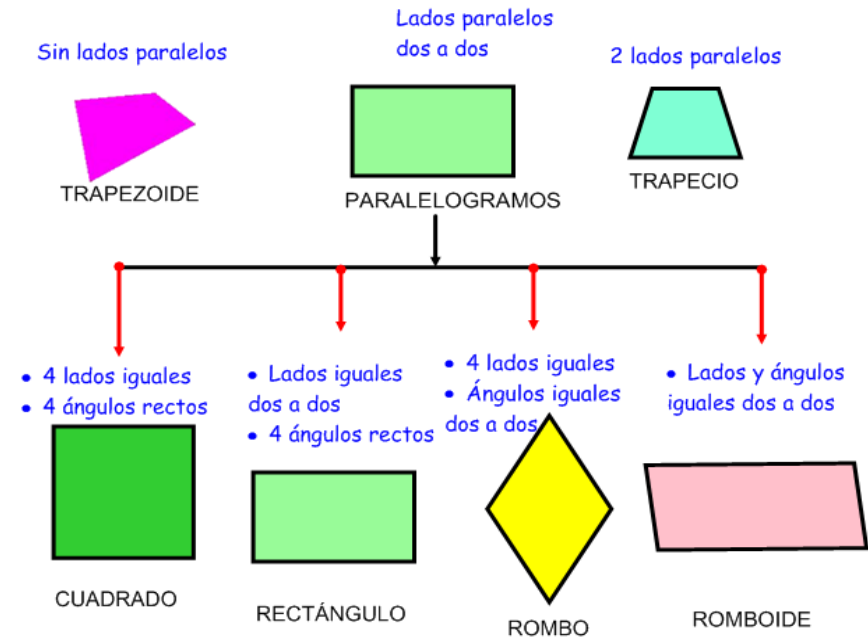 Sin lados paralelos
Lados paralelos
dos a dos
2 lados paralelos
TRAPEZOIDE
PARALELOGRAMOS
TRAPECIO
• 4 lados iguales
• 4 ángulos rectos
• Lados iguales
dos a dos
• 4 ángulos rectos
• 4 lados iguales
• Ángulos iguales
dos a dos
• Lados y ángulos
iguales dos a dos
CUADRADO
RECTÁNGULO
ROMBO
ROMBOIDE